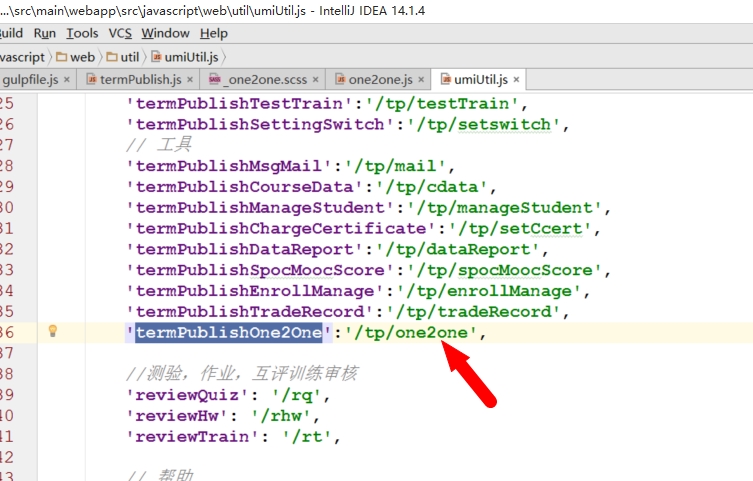 ...\src\main\webapp\src\javascript\web\util\umiUtil.js - IntelliJ IDEA 14.1.4
uild Run Tools VCS Window Help
vascript web util umiUtil.js
gulpfile.js × termPublish.js × _one2one.scss × one2one.js × umiUtil.js ×
25 'termPublishTestTrain':'/tp/testTrain',
26 'termPublishSettingSwitch':'/tp/setswitch',
27 // 工具
28 'termPublishMsgMail':'/tp/mail',
29 'termPublishCourseData':'/tp/cdata',
30 'termPublishManageStudent':'/tp/manageStudent',
31 'termPublishChargeCertificate':'/tp/setCcert',
32 'termPublishDataReport':'/tp/dataReport',
33 'termPublishSpocMoocScore':'/tp/spocMoocScore',
34 'termPublishEnrollManage':'/tp/enrollManage',
35 'termPublishTradeRecord':'/tp/tradeRecord',
36 'termPublishOne2One':'/tp/one2one',
37
38 //测验，作业，互评训练审核
39 'reviewQuiz': '/rq',
40 'reviewHw': '/rhw',
41 'reviewTrain': '/rt',
42
43 // 帮助